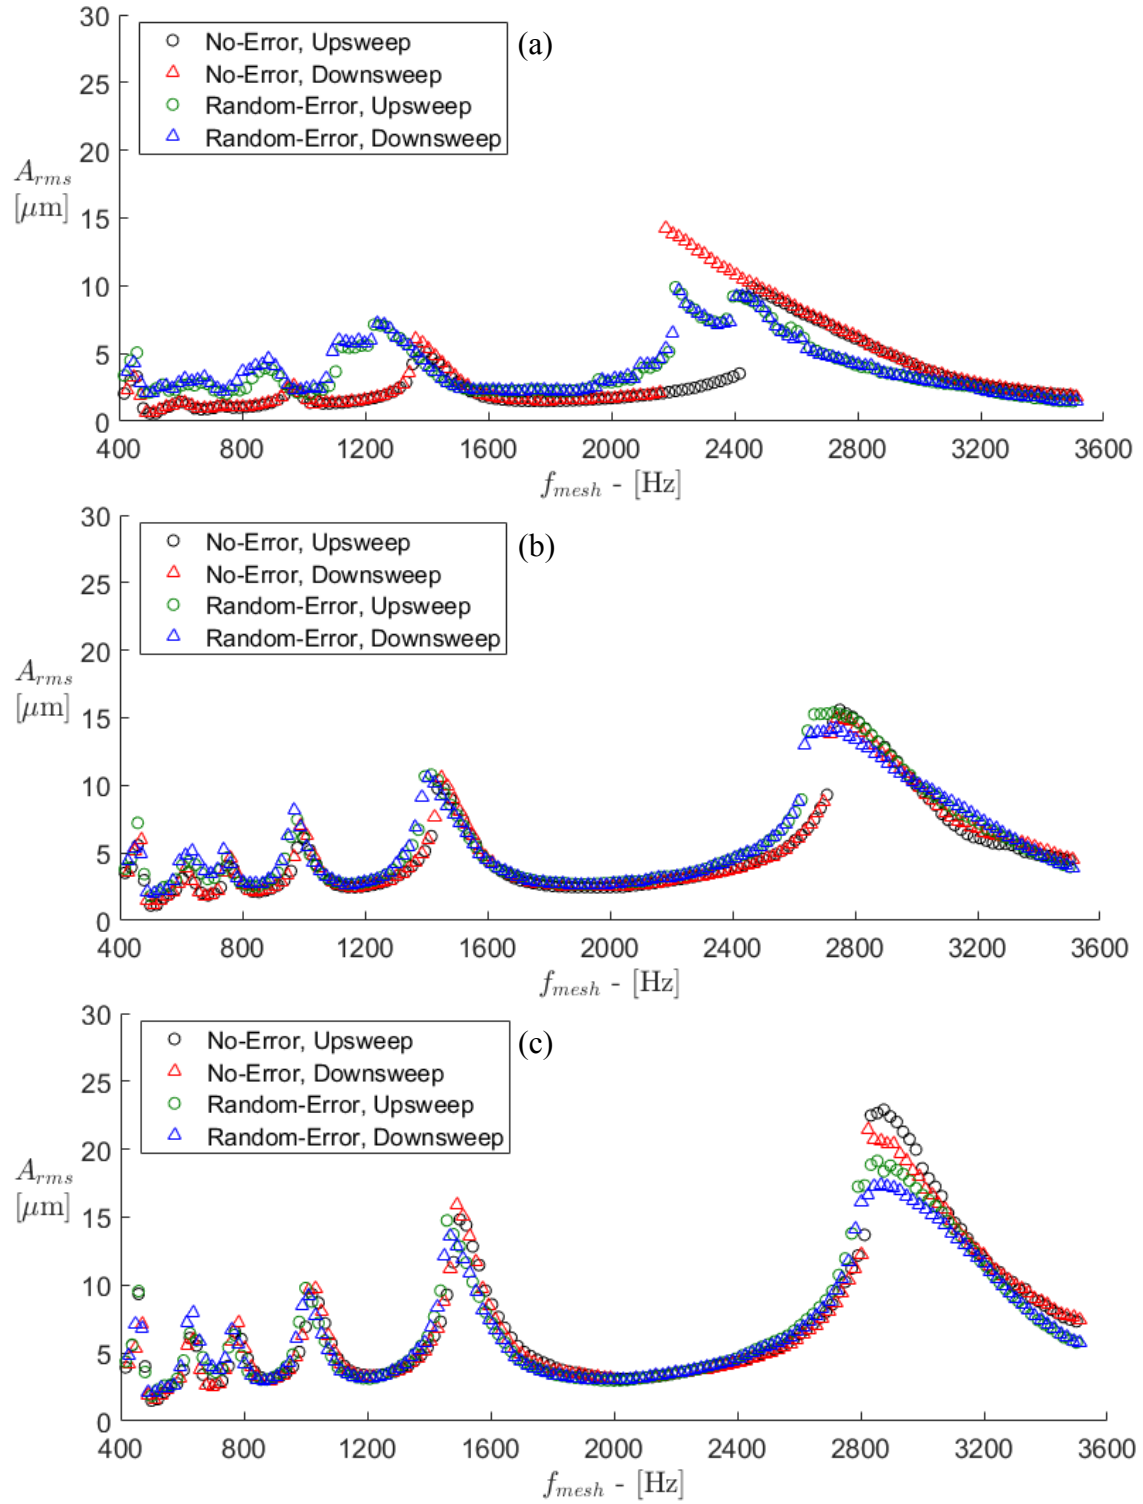 30
25
20
15
10
5
0
A_rms
[μm]
No-Error, Upsweep
No-Error, Downsweep
Random-Error, Upsweep
Random-Error, Downsweep
(a)
400 800 1200 1600 2000 2400 2800 3200 3600
f_mesh - [Hz]
30
25
20
15
10
5
0
A_rms
[μm]
No-Error, Upsweep
No-Error, Downsweep
Random-Error, Upsweep
Random-Error, Downsweep
(b)
400 800 1200 1600 2000 2400 2800 3200 3600
f_mesh - [Hz]
30
25
20
15
10
5
0
A_rms
[μm]
No-Error, Upsweep
No-Error, Downsweep
Random-Error, Upsweep
Random-Error, Downsweep
(c)
400 800 1200 1600 2000 2400 2800 3200 3600
f_mesh - [Hz]